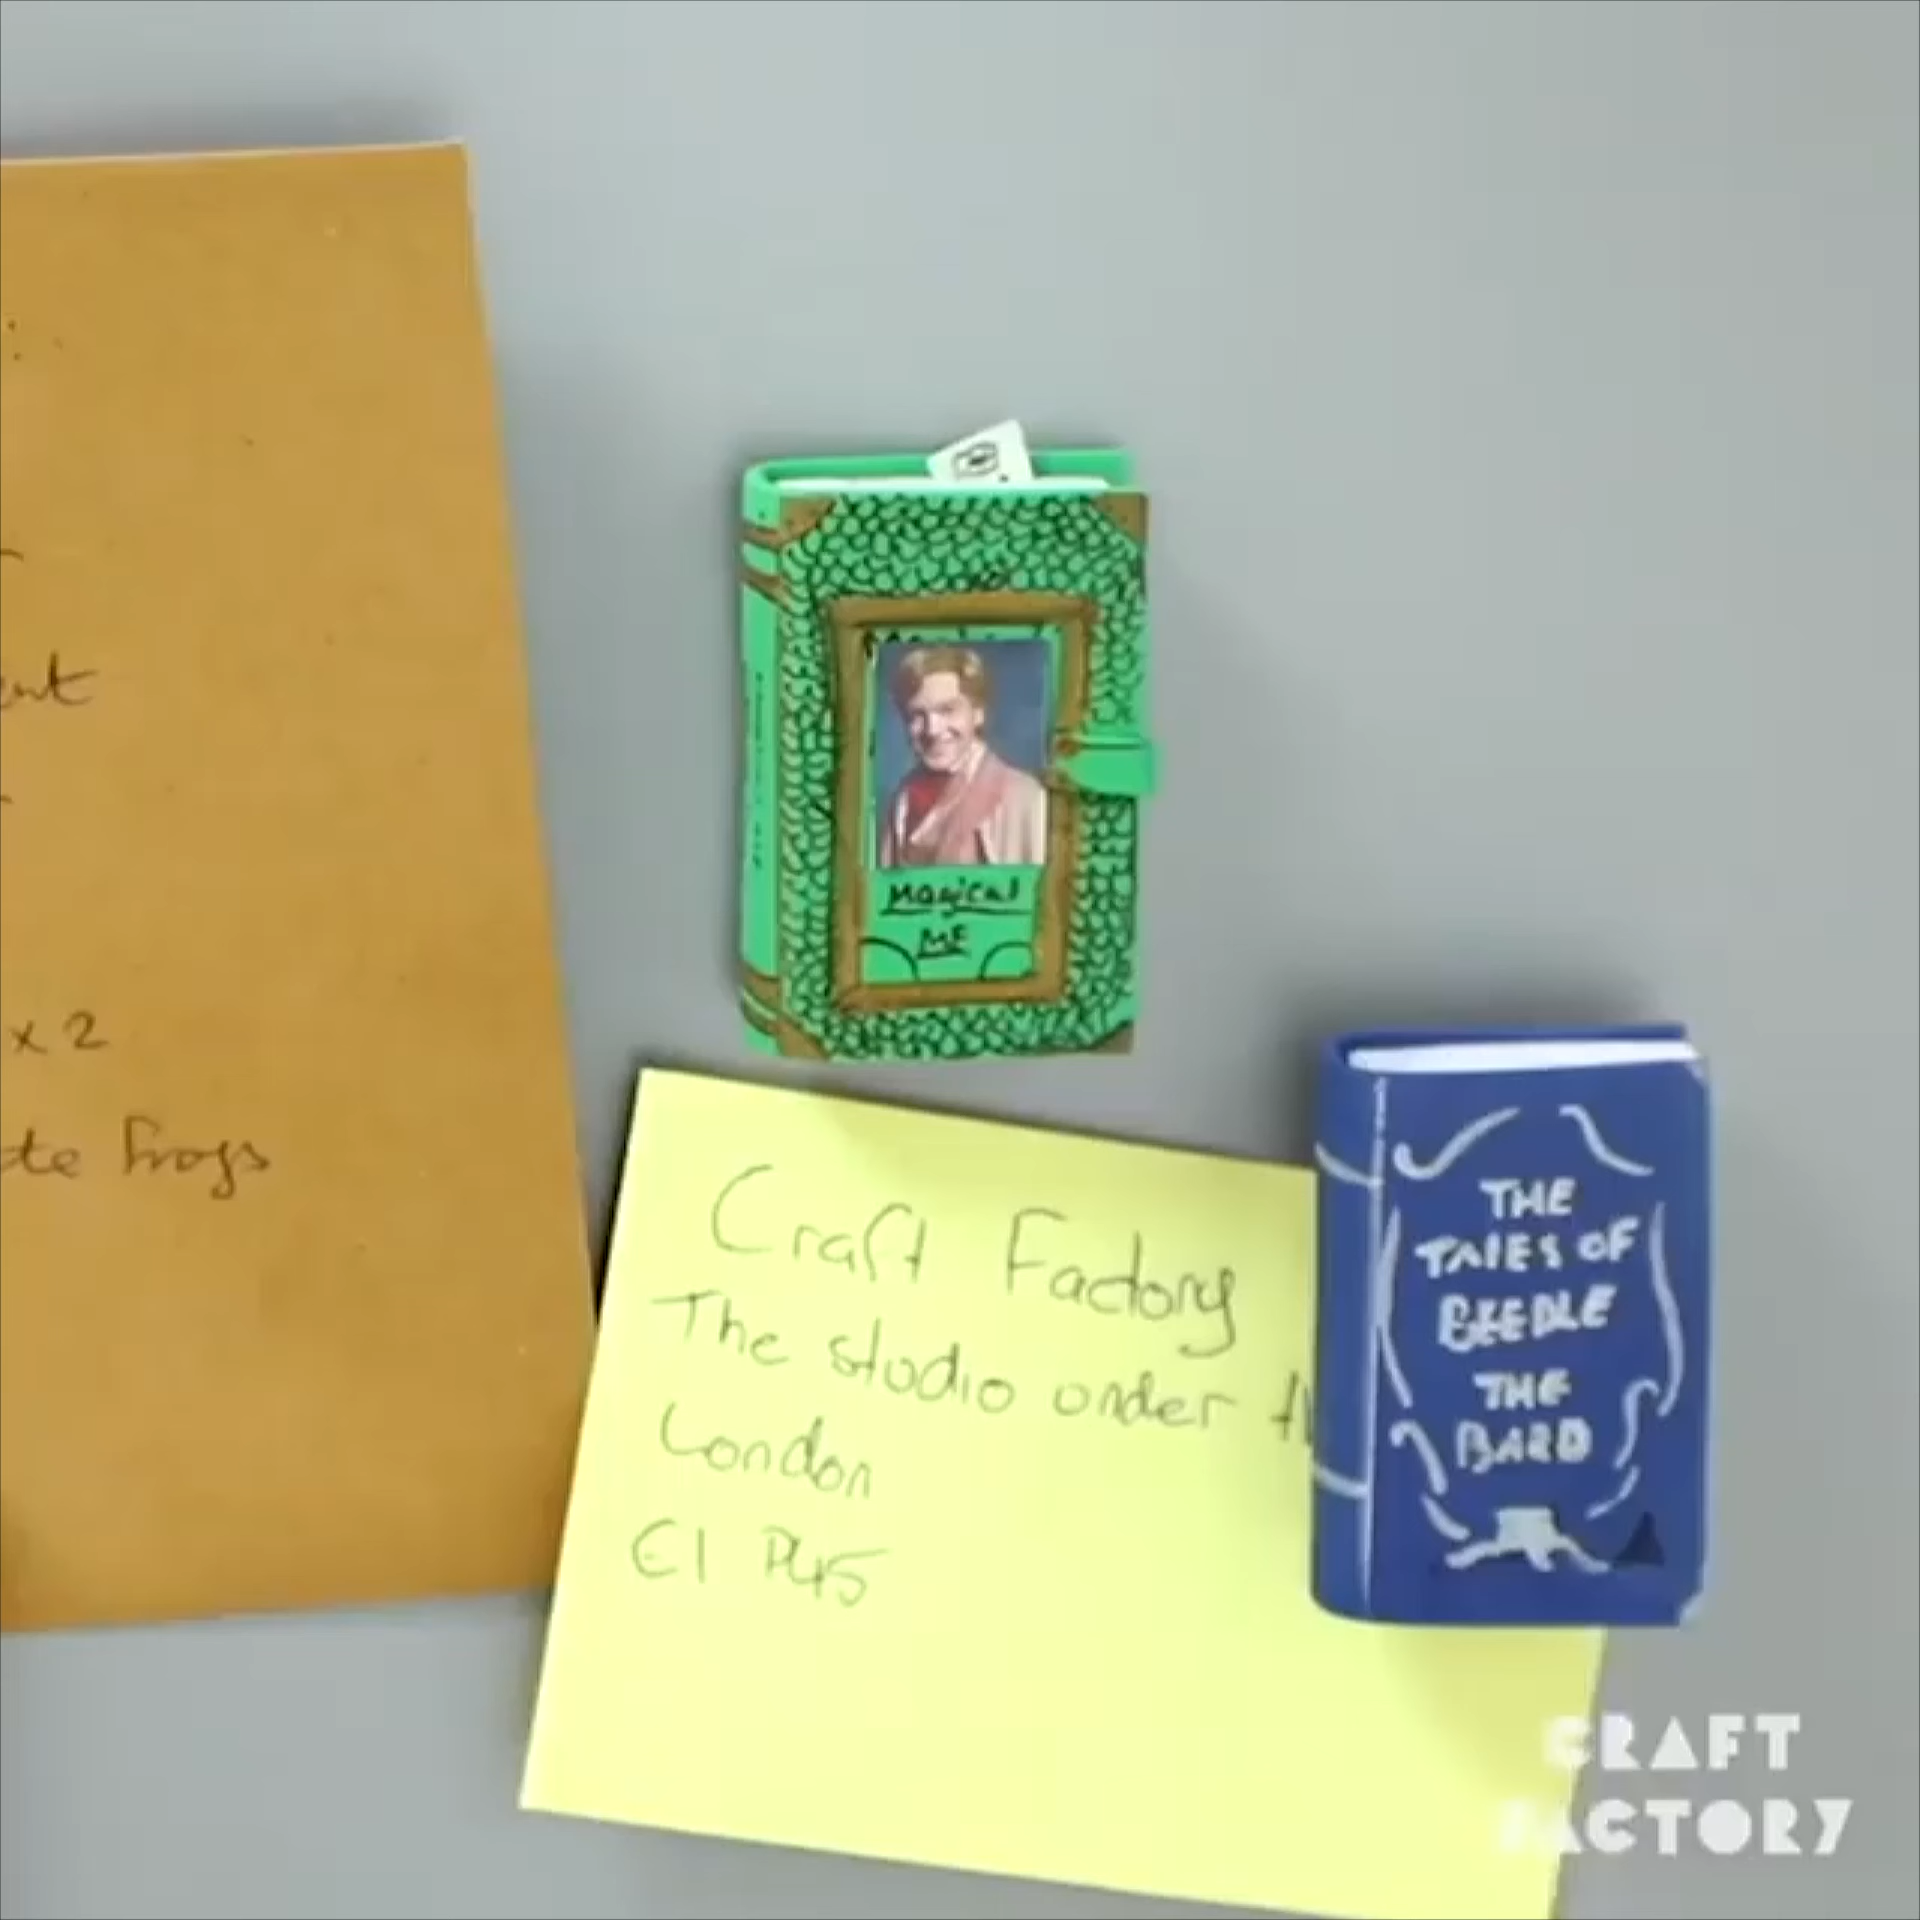 ent
x 2
te frogs
Magical
ME
Craft Factory
The studio under
London
E1 P45
THE
TALES OF
BEEDLE
THE
BARD
CRAFT
FACTORY